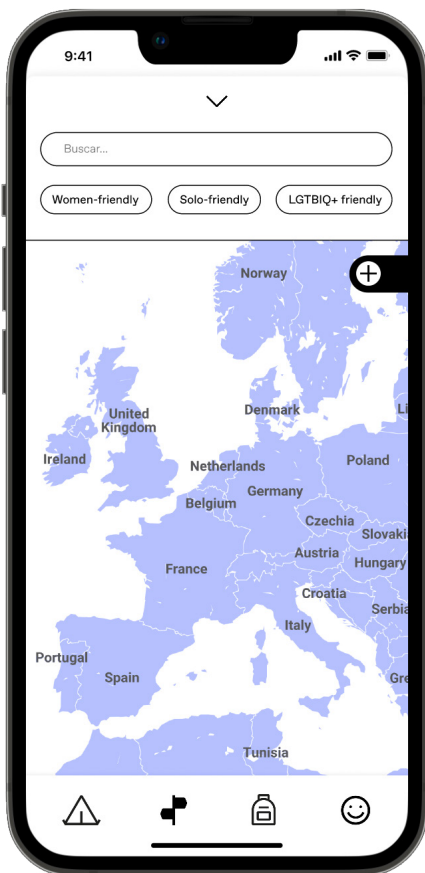 9:41
Buscar...
Women-friendly Solo-friendly LGTBIQ+ friendly
Norway
United
Kingdom
Denmark
Li
Ireland
Netherlands
Poland
Belgium
Germany
Czechia
Slovaki
Austria
Hungary
France
Croatia
Serbia
Italy
Portugal
Spain
Gre
Tunisia